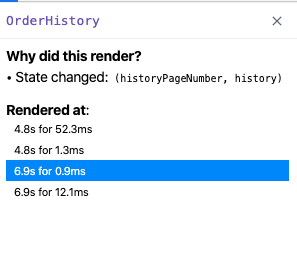 OrderHistory
Why did this render?
• State changed: (historyPageNumber, history)
Rendered at:
4.8s for 52.3ms
4.8s for 1.3ms
6.9s for 0.9ms
6.9s for 12.1ms